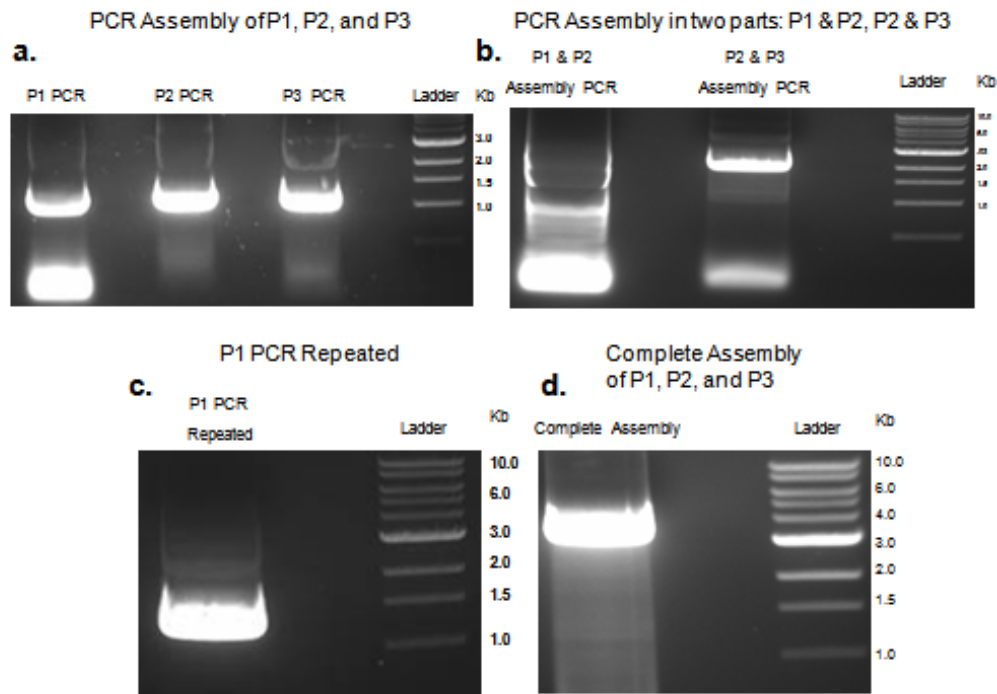 PCR Assembly of P1, P2, and P3
a.
P1 PCR P2 PCR P3 PCR Ladder Kb
3.0
2.0
1.5
1.0
PCR Assembly in two parts: P1 & P2, P2 & P3
b.
P1 & P2 P2 & P3
Assembly PCR Assembly PCR Ladder Kb
P1 PCR Repeated
c.
P1 PCR
Repeated Ladder Kb
10.0
6.0
3.0
2.0
1.5
1.0
Complete Assembly
of P1, P2, and P3
d.
Complete Assembly Ladder Kb
10.0
6.0
4.0
3.0
2.0
1.5
1.0